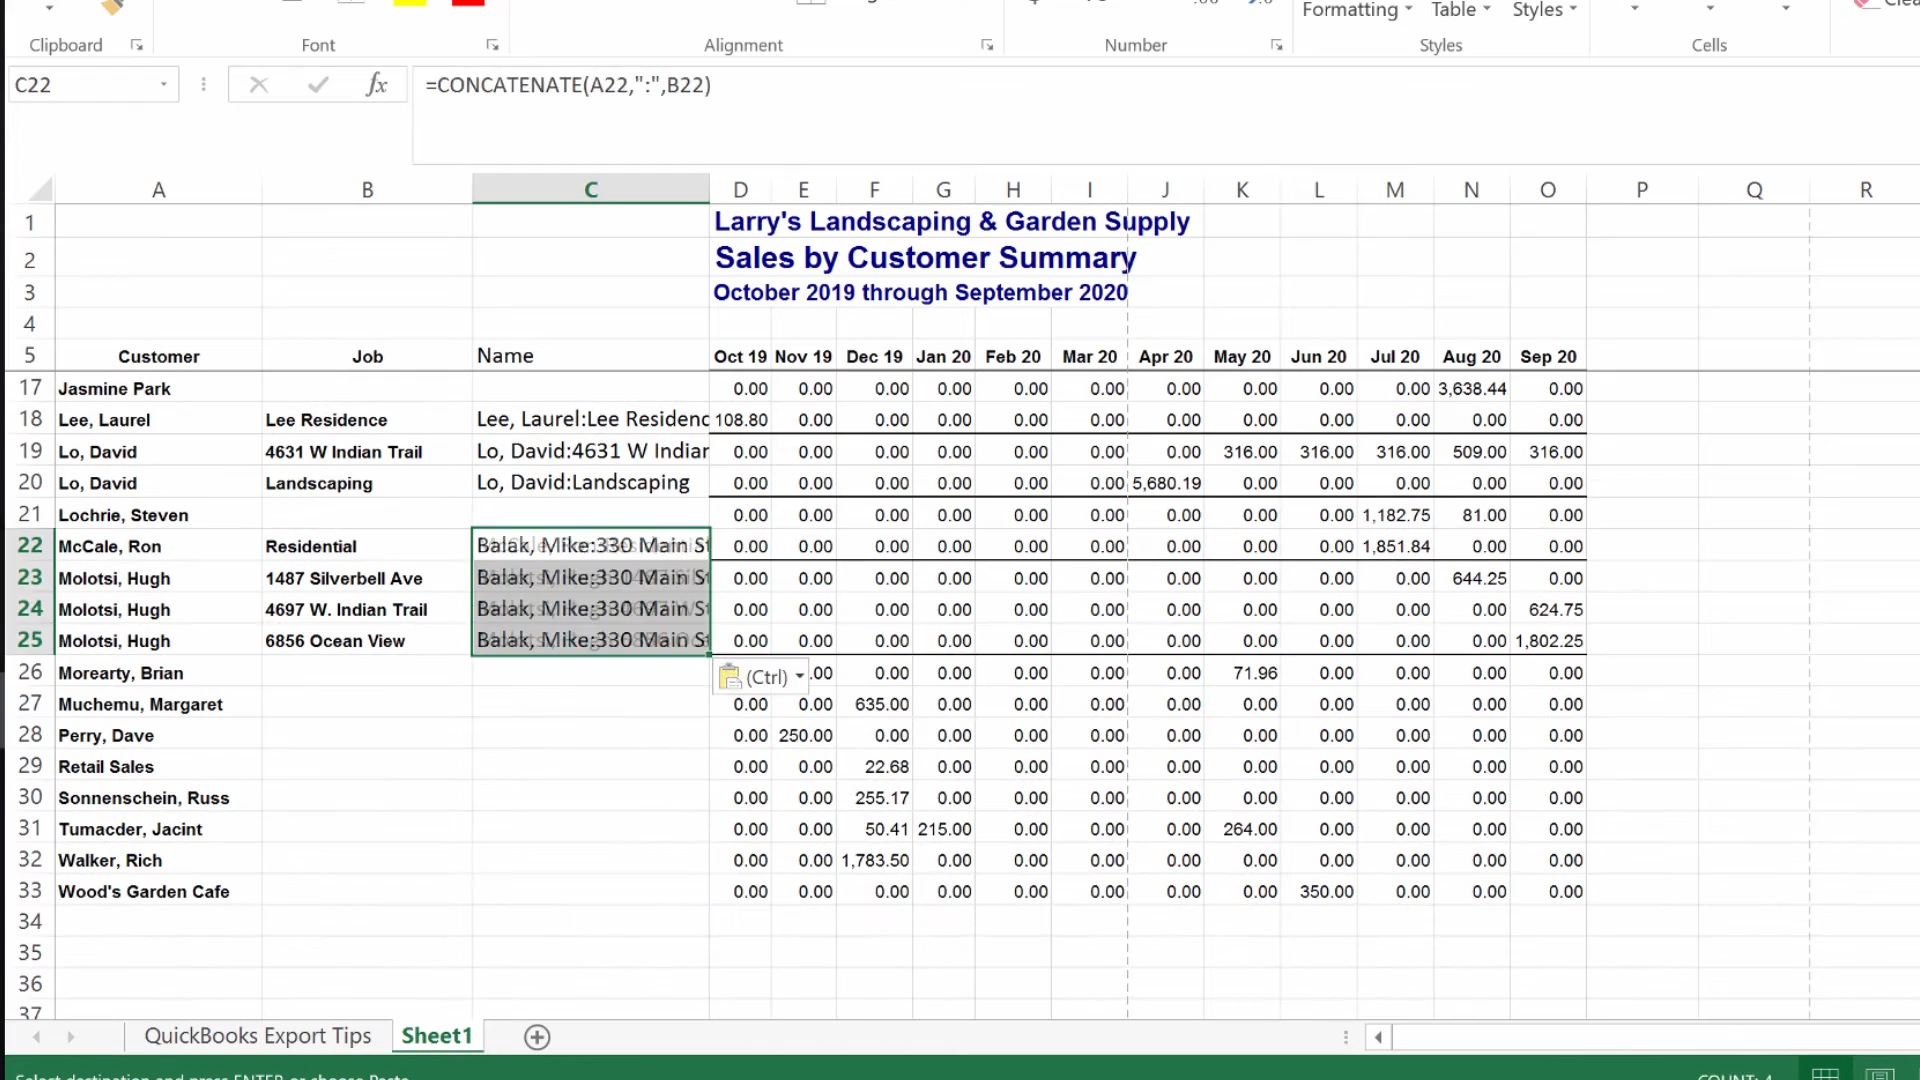 Formatting Table Styles
Clipboard Font Alignment Number Styles Cells
C22 fx =CONCATENATE(A22,":",B22)
A B C D E F G H I J K L M N O P Q R
1 Larry's Landscaping & Garden Supply
2 Sales by Customer Summary
3 October 2019 through September 2020
4
5 Customer Job Name Oct 19 Nov 19 Dec 19 Jan 20 Feb 20 Mar 20 Apr 20 May 20 Jun 20 Jul 20 Aug 20 Sep 20
17 Jasmine Park 0.00 0.00 0.00 0.00 0.00 0.00 0.00 0.00 0.00 0.00 3,638.44 0.00
18 Lee, Laurel Lee Residence Lee, Laurel:Lee Residenc 108.80 0.00 0.00 0.00 0.00 0.00 0.00 0.00 0.00 0.00 0.00 0.00
19 Lo, David 4631 W Indian Trail Lo, David:4631 W Indian 0.00 0.00 0.00 0.00 0.00 0.00 0.00 316.00 316.00 316.00 509.00 316.00
20 Lo, David Landscaping Lo, David:Landscaping 0.00 0.00 0.00 0.00 0.00 0.00 5,680.19 0.00 0.00 0.00 0.00 0.00
21 Lochrie, Steven 0.00 0.00 0.00 0.00 0.00 0.00 0.00 0.00 0.00 1,182.75 81.00 0.00
22 McCale, Ron Residential Balak, Mike:330 Main St 0.00 0.00 0.00 0.00 0.00 0.00 0.00 0.00 0.00 1,851.84 0.00 0.00
23 Molotsi, Hugh 1487 Silverbell Ave Balak, Mike:330 Main St 0.00 0.00 0.00 0.00 0.00 0.00 0.00 0.00 0.00 0.00 644.25 0.00
24 Molotsi, Hugh 4697 W. Indian Trail Balak, Mike:330 Main St 0.00 0.00 0.00 0.00 0.00 0.00 0.00 0.00 0.00 0.00 0.00 624.75
25 Molotsi, Hugh 6856 Ocean View Balak, Mike:330 Main St 0.00 0.00 0.00 0.00 0.00 0.00 0.00 0.00 0.00 0.00 0.00 1,802.25
26 Morearty, Brian (Ctrl) .00 0.00 0.00 0.00 0.00 0.00 71.96 0.00 0.00 0.00 0.00
27 Muchemu, Margaret 0.00 0.00 635.00 0.00 0.00 0.00 0.00 0.00 0.00 0.00 0.00 0.00
28 Perry, Dave 0.00 250.00 0.00 0.00 0.00 0.00 0.00 0.00 0.00 0.00 0.00 0.00
29 Retail Sales 0.00 0.00 22.68 0.00 0.00 0.00 0.00 0.00 0.00 0.00 0.00 0.00
30 Sonnenschein, Russ 0.00 0.00 255.17 0.00 0.00 0.00 0.00 0.00 0.00 0.00 0.00 0.00
31 Tumacder, Jacint 0.00 0.00 50.41 215.00 0.00 0.00 0.00 264.00 0.00 0.00 0.00 0.00
32 Walker, Rich 0.00 0.00 1,783.50 0.00 0.00 0.00 0.00 0.00 0.00 0.00 0.00 0.00
33 Wood's Garden Cafe 0.00 0.00 0.00 0.00 0.00 0.00 0.00 0.00 350.00 0.00 0.00 0.00
34
35
36
37
QuickBooks Export Tips Sheet1
Select destination and press ENTER or choose Paste COUNT: 4